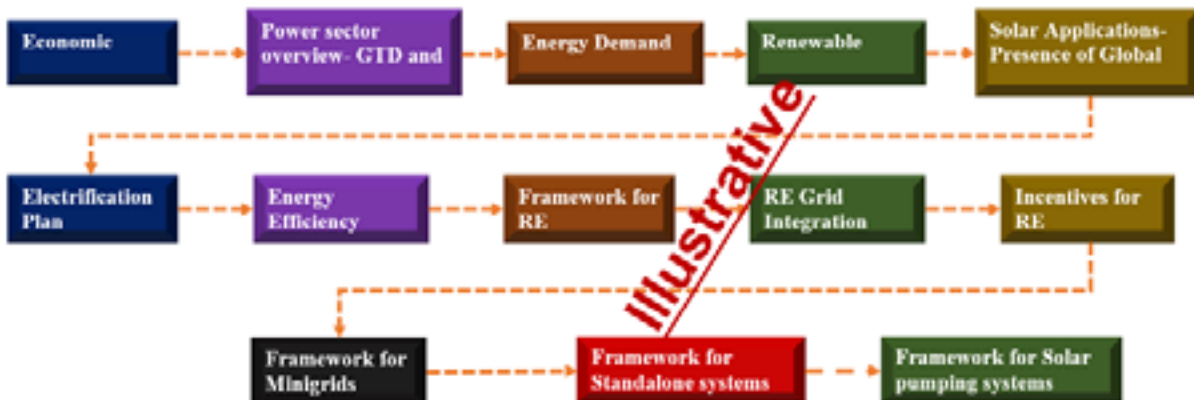 Economic
Power sector
overview- GTD and
Energy Demand
Renewable
Solar Applications-
Presence of Global
Electrification
Plan
Energy
Efficiency
Framework for
RE
RE Grid
Integration
Incentives for
RE
Illustrative
Framework for
Minigrids
Framework for
Standalone systems
Framework for Solar
pumping systems